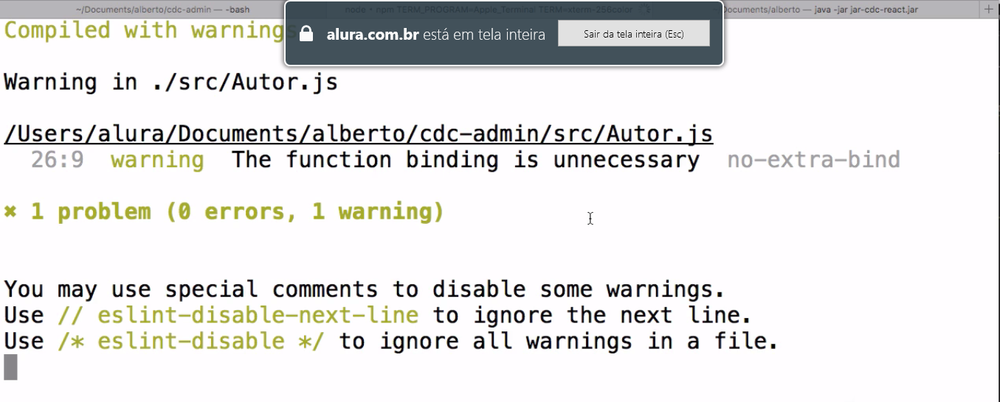 ~/Documents/alberto/cdc-admin — -bash
node • npm TERM_PROGRAM=Apple_Terminal TERM=xterm-256color
Documents/alberto — java -jar jar-cdc-react.jar
+
alura.com.br está em tela inteira
Sair da tela inteira (Esc)
Compiled with warnings
Warning in ./src/Autor.js
/Users/alura/Documents/alberto/cdc-admin/src/Autor.js
26:9 warning The function binding is unnecessary no-extra-bind
✖ 1 problem (0 errors, 1 warning)
You may use special comments to disable some warnings.
Use // eslint-disable-next-line to ignore the next line.
Use /* eslint-disable */ to ignore all warnings in a file.